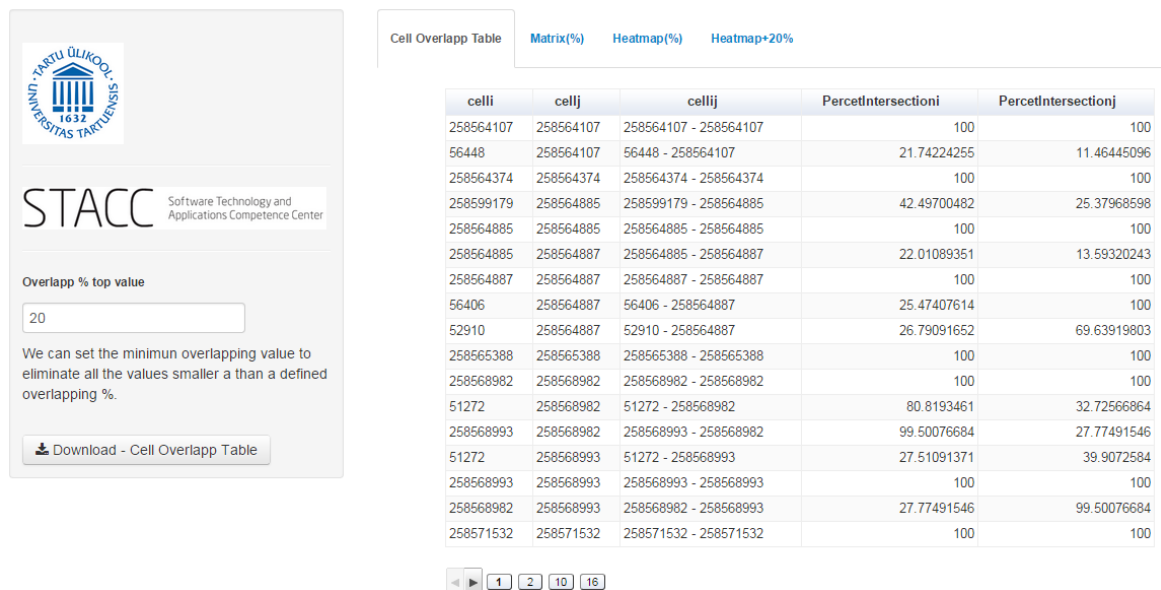 TARTU ÜLIKOOL
UNIVERSITAS TARTUENSIS
1632
STACC
Software Technology and
Applications Competence Center
Overlapp % top value
20
We can set the minimun overlapping value to
eliminate all the values smaller a than a defined
overlapping %.
Download - Cell Overlapp Table
Cell Overlapp Table Matrix(%) Heatmap(%) Heatmap+20%
celli cellj cellij PercetIntersectioni PercetIntersectionj
258564107 258564107 258564107 - 258564107 100 100
56448 258564107 56448 - 258564107 21.74224255 11.46445096
258564374 258564374 258564374 - 258564374 100 100
258599179 258564885 258599179 - 258564885 42.49700482 25.37968598
258564885 258564885 258564885 - 258564885 100 100
258564885 258564887 258564885 - 258564887 22.01089351 13.59320243
258564887 258564887 258564887 - 258564887 100 100
56406 258564887 56406 - 258564887 25.47407614 100
52910 258564887 52910 - 258564887 26.79091652 69.63919803
258565388 258565388 258565388 - 258565388 100 100
258568982 258568982 258568982 - 258568982 100 100
51272 258568982 51272 - 258568982 80.8193461 32.72566864
258568993 258568982 258568993 - 258568982 99.50076684 27.77491546
51272 258568993 51272 - 258568993 27.51091371 39.9072584
258568993 258568993 258568993 - 258568993 100 100
258568982 258568993 258568982 - 258568993 27.77491546 99.50076684
258571532 258571532 258571532 - 258571532 100 100
1 2 10 16